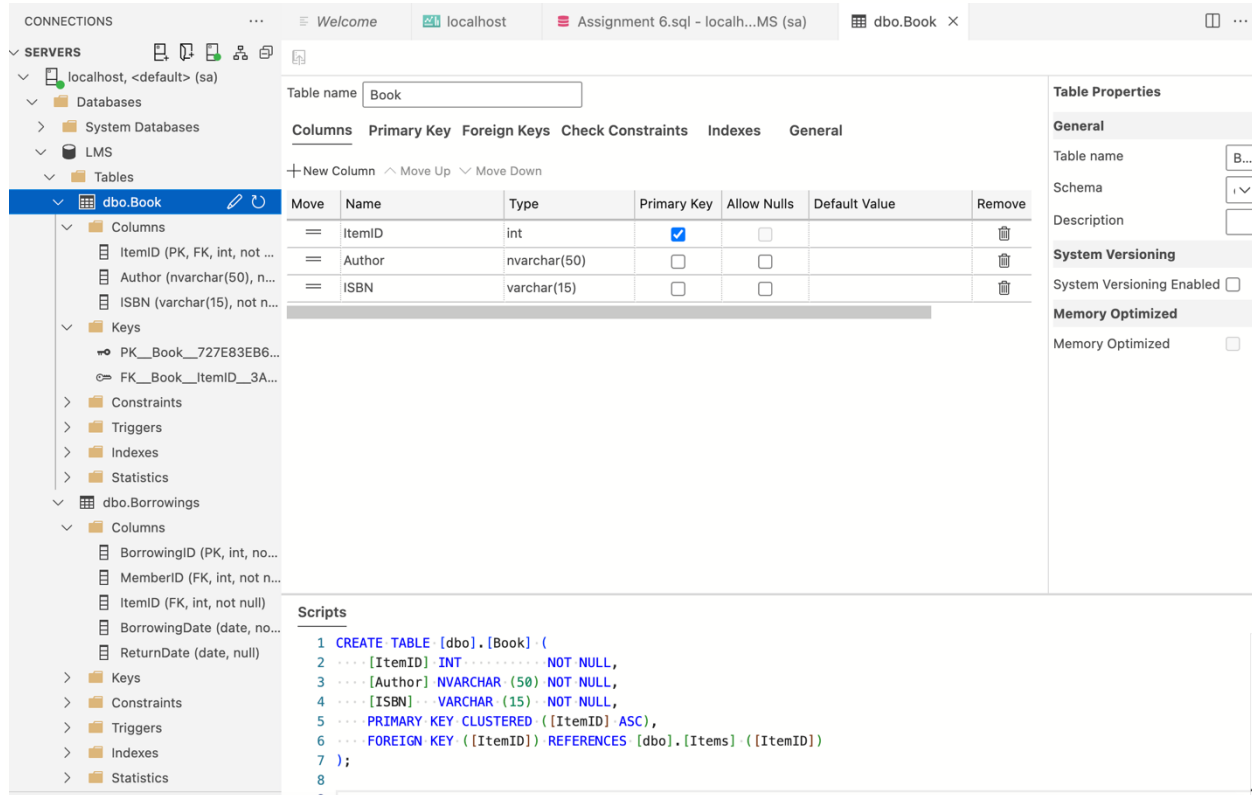 CONNECTIONS ...
SERVERS
localhost, <default> (sa)
Databases
System Databases
LMS
Tables
dbo.Book
Columns
ItemID (PK, FK, int, not ...
Author (nvarchar(50), n...
ISBN (varchar(15), not n...
Keys
PK__Book__727E83EB6...
FK__Book__ItemID__3A...
Constraints
Triggers
Indexes
Statistics
dbo.Borrowings
Columns
BorrowingID (PK, int, no...
MemberID (FK, int, not n...
ItemID (FK, int, not null)
BorrowingDate (date, no...
ReturnDate (date, null)
Keys
Constraints
Triggers
Indexes
Statistics
Welcome localhost Assignment 6.sql - localh...MS (sa) dbo.Book ...
Table name Book
Columns Primary Key Foreign Keys Check Constraints Indexes General
New Column Move Up Move Down
Move Name Type Primary Key Allow Nulls Default Value Remove
ItemID int
Author nvarchar(50)
ISBN varchar(15)
Table Properties
General
Table name B...
Schema
Description
System Versioning
System Versioning Enabled
Memory Optimized
Memory Optimized
Scripts
1 CREATE TABLE [dbo].[Book] (
2 [ItemID] INT NOT NULL,
3 [Author] NVARCHAR (50) NOT NULL,
4 [ISBN] VARCHAR (15) NOT NULL,
5 PRIMARY KEY CLUSTERED ([ItemID] ASC),
6 FOREIGN KEY ([ItemID]) REFERENCES [dbo].[Items] ([ItemID])
7 );
8